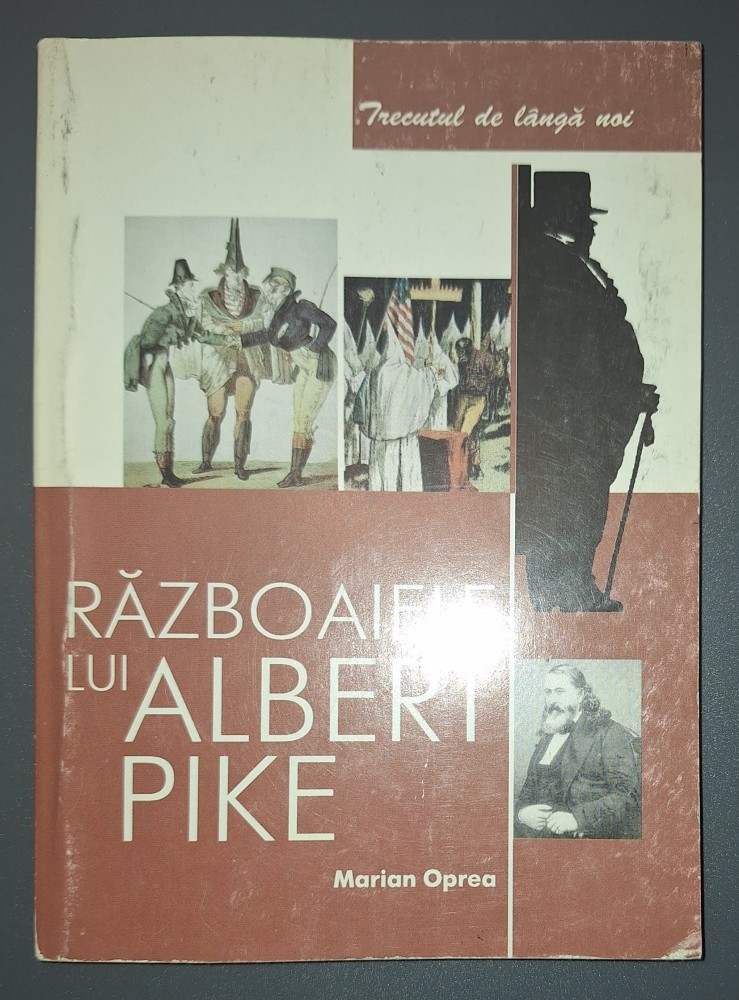 Trecutul de lângă noi
RĂZBOAIELE
LUI ALBERT
PIKE
Marian Oprea